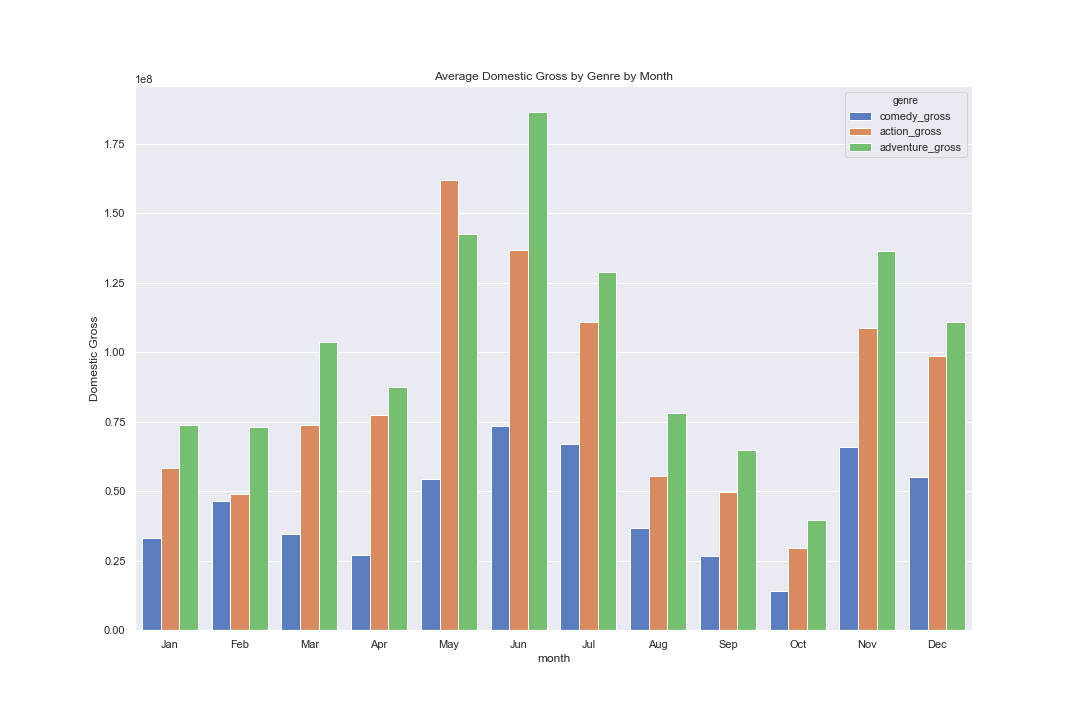 Average Domestic Gross by Genre by Month
1e8
genre
comedy_gross
action_gross
adventure_gross
1.75
1.50
1.25
1.00
0.75
0.50
0.25
0.00
Domestic Gross
Jan Feb Mar Apr May Jun Jul Aug Sep Oct Nov Dec
month